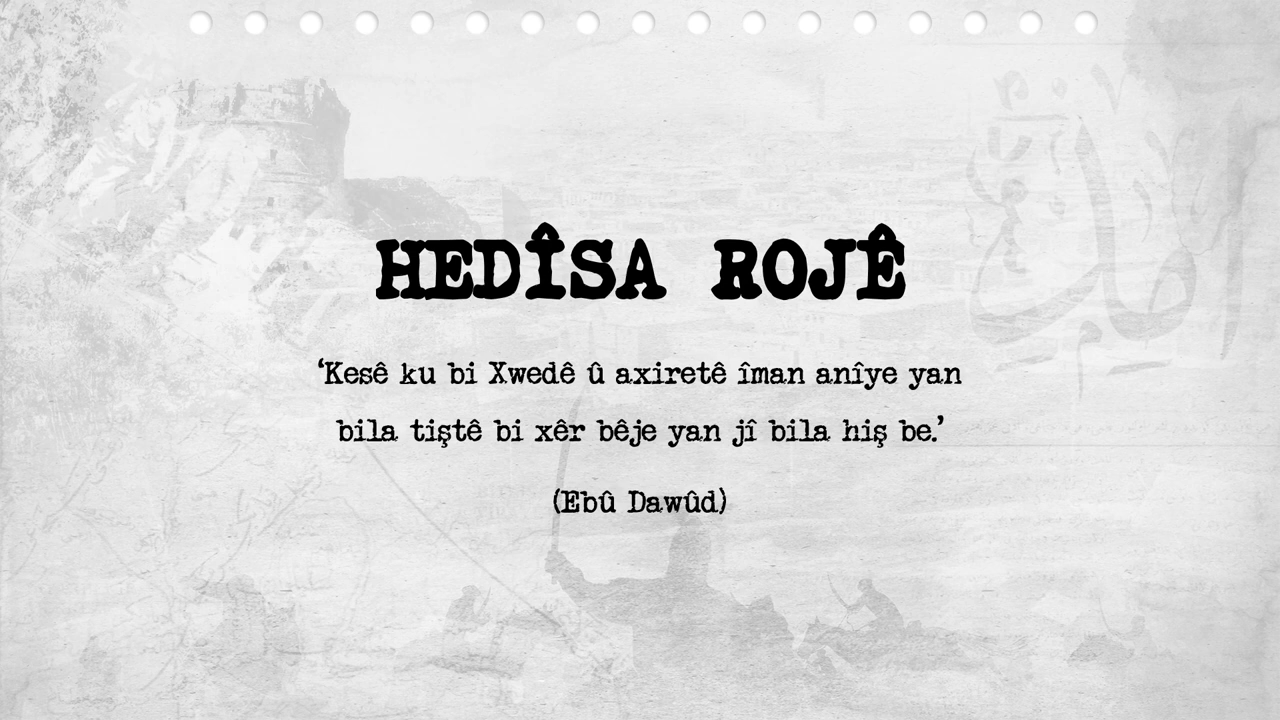 HEDÎSA ROJÊ
‘Kesê ku bi Xwedê û axiretê îman anîye yan
bila tiştê bi xêr bêje yan jî bila hiş be.’
(Ebû Dawûd)